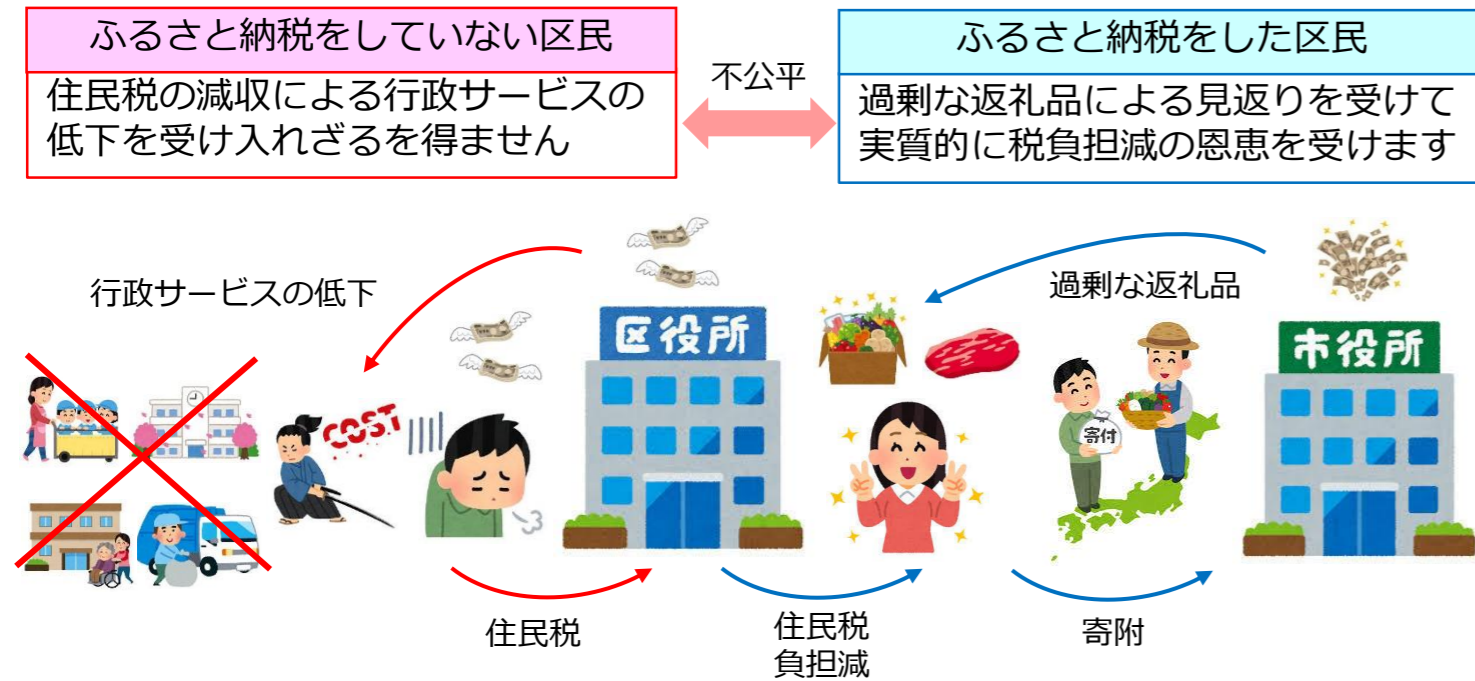 ふるさと納税をしていない区民
住民税の減収による行政サービスの
低下を受け入れざるを得ません
不公平
ふるさと納税をした区民
過剰な返礼品による見返りを受けて
実質的に税負担減の恩恵を受けます
行政サービスの低下
過剰な返礼品
区役所
市役所
COST
寄付
住民税
住民税
負担減
寄附